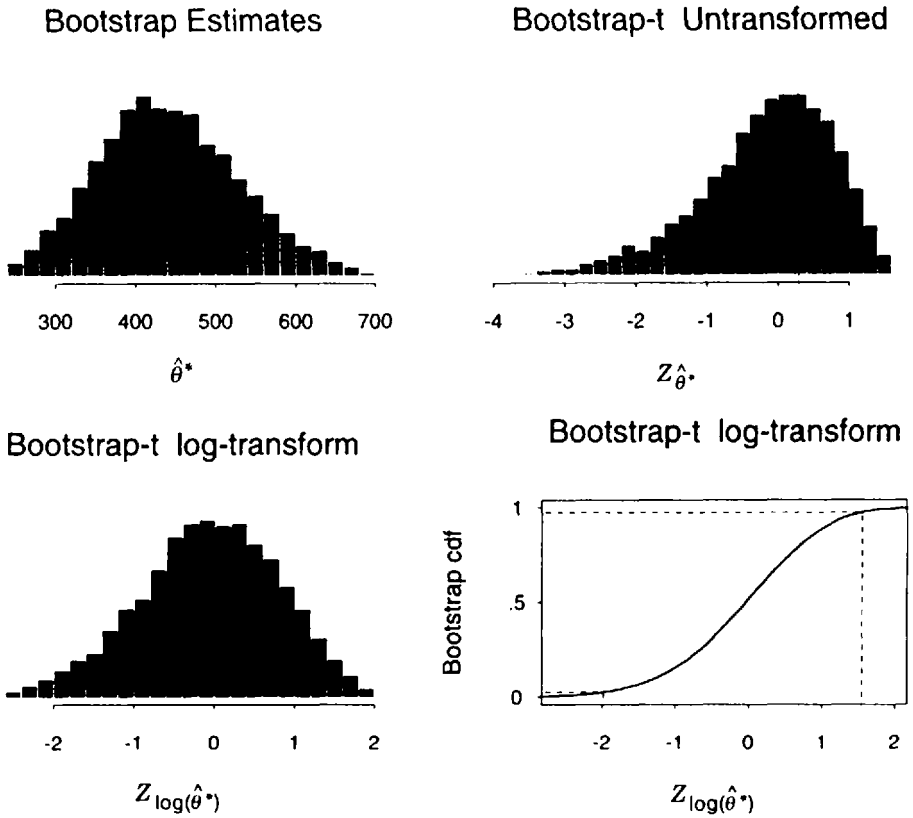 Bootstrap Estimates
300 400 500 600 700
θ̂*
Bootstrap-t Untransformed
-4 -3 -2 -1 0 1
Z_θ̂*
Bootstrap-t log-transform
-2 -1 0 1 2
Z_log(θ̂*)
Bootstrap-t log-transform
Bootstrap cdf
1
.5
0
-2 -1 0 1 2
Z_log(θ̂*)